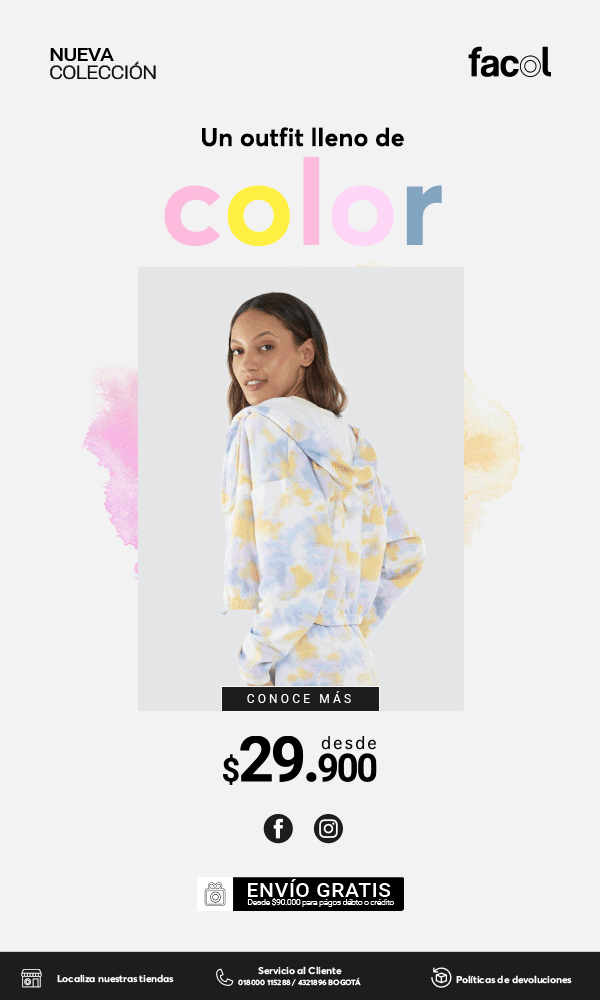 NUEVA
COLECCIÓN
facol
Un outfit lleno de
color
CONOCE MÁS
desde
$29.900
ENVÍO GRATIS
Desde $90.000 para pagos débto o crédito
Localiza nuestras tiendas
Servicio al Cliente
018000 115288 / 4321896 BOGOTÁ
Políticas de devoluciones